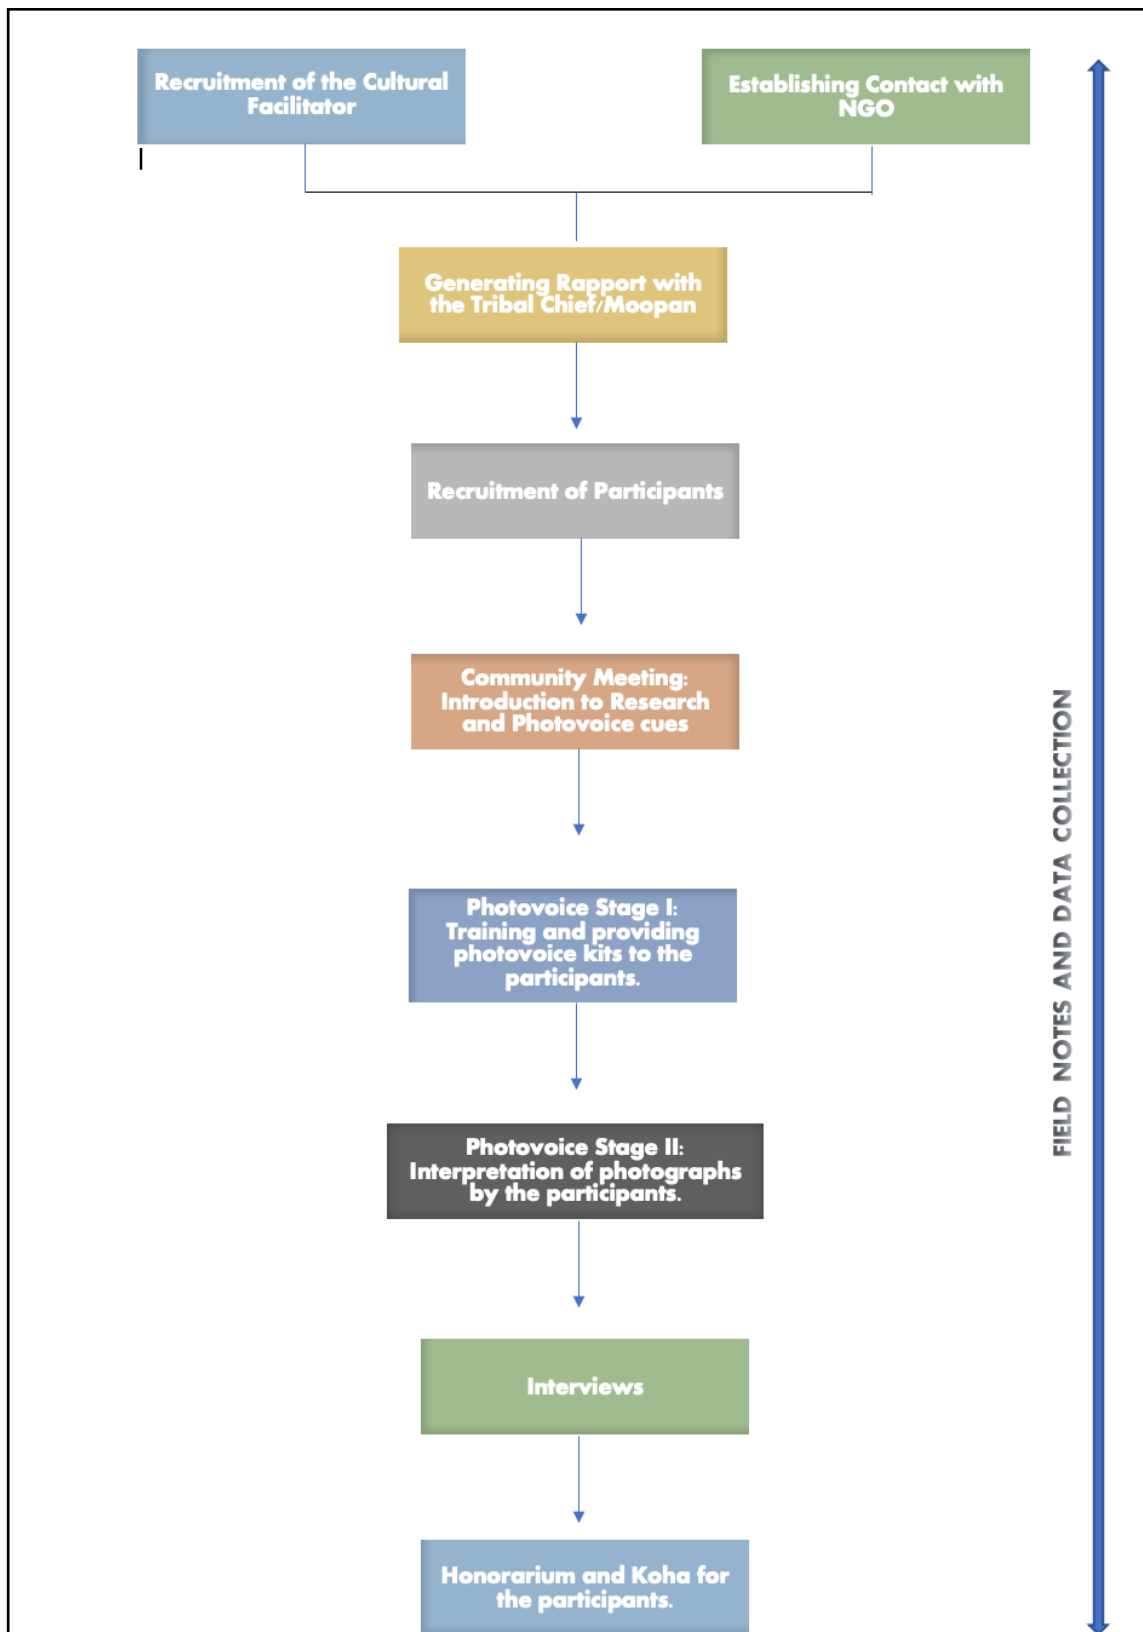 Recruitment of the Cultural
Facilitator
Establishing Contact with
NGO
Generating Rapport with
the Tribal Chief/Moopan
Recruitment of Participants
Community Meeting:
Introduction to Research
and Photovoice cues
Photovoice Stage I:
Training and providing
photovoice kits to the
participants.
Photovoice Stage II:
Interpretation of photographs
by the participants.
Interviews
Honorarium and Koha for
the participants.
FIELD NOTES AND DATA COLLECTION